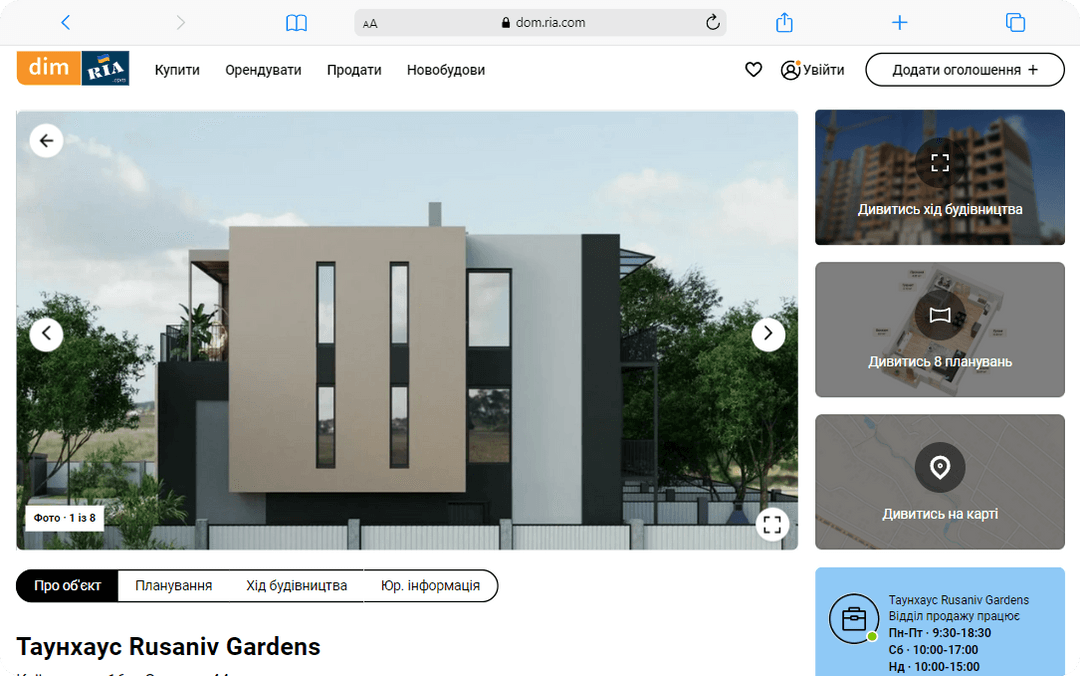 AA
dom.ria.com
dim RIA .com
Купити
Орендувати
Продати
Новобудови
Увійти
Додати оголошення +
Дивитись хід будівництва
Дивитись 8 планувань
Фото · 1 із 8
Дивитись на карті
Про об'єкт
Планування
Хід будівництва
Юр. інформація
Таунхаус Rusaniv Gardens
Таунхаус Rusaniv Gardens
Відділ продажу працює
Пн-Пт · 9:30-18:30
Сб · 10:00-17:00
Нд · 10:00-15:00